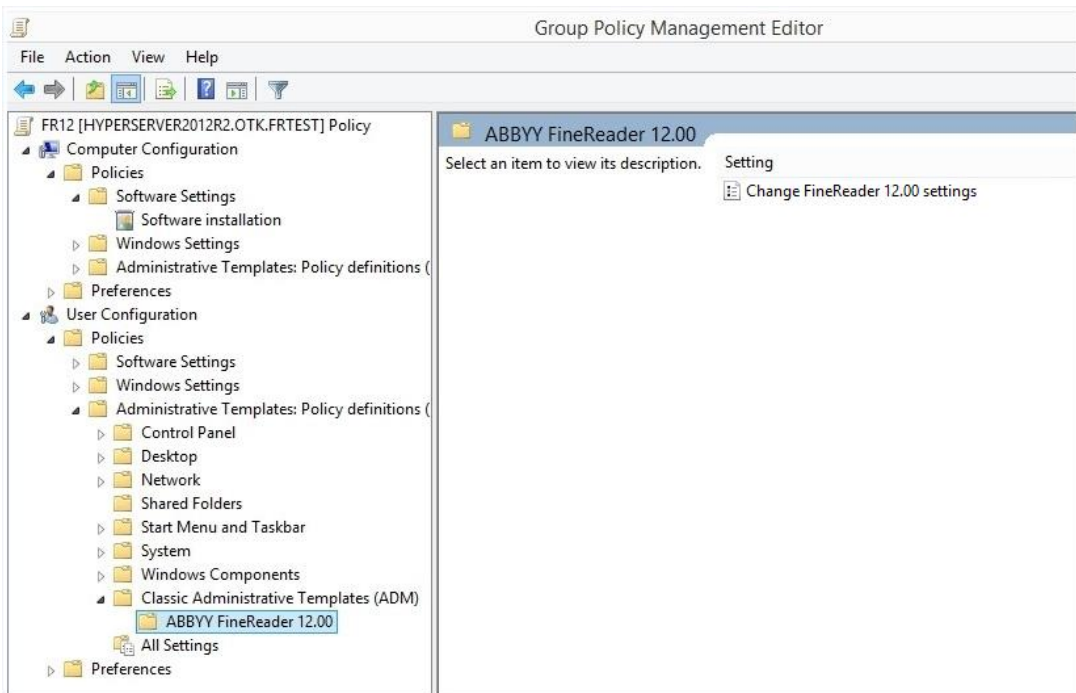 Group Policy Management Editor
File Action View Help
FR12 [HYPERSERVER2012R2.OTK.FRTEST] Policy
Computer Configuration
Policies
Software Settings
Software installation
Windows Settings
Administrative Templates: Policy definitions (
Preferences
User Configuration
Policies
Software Settings
Windows Settings
Administrative Templates: Policy definitions (
Control Panel
Desktop
Network
Shared Folders
Start Menu and Taskbar
System
Windows Components
Classic Administrative Templates (ADM)
ABBYY FineReader 12.00
All Settings
Preferences
ABBYY FineReader 12.00
Select an item to view its description.
Setting
Change FineReader 12.00 settings